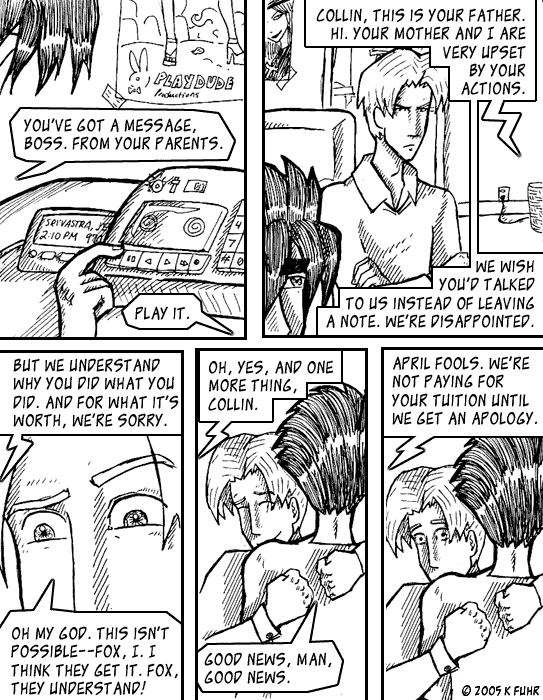 PLAYDUDE
Productions
YOU'VE GOT A MESSAGE,
BOSS. FROM YOUR PARENTS.
2:10 PM
PLAY IT.
COLLIN, THIS IS YOUR FATHER.
HI. YOUR MOTHER AND I ARE
VERY UPSET
BY YOUR
ACTIONS.
WE WISH
YOU'D TALKED
TO US INSTEAD OF LEAVING
A NOTE. WE'RE DISAPPOINTED.
BUT WE UNDERSTAND
WHY YOU DID WHAT YOU
DID. AND FOR WHAT IT'S
WORTH, WE'RE SORRY.
OH MY GOD. THIS ISN'T
POSSIBLE--FOX, I. I
THINK THEY GET IT. FOX,
THEY UNDERSTAND!
OH, YES, AND ONE
MORE THING,
COLLIN.
GOOD NEWS, MAN,
GOOD NEWS.
APRIL FOOLS. WE'RE
NOT PAYING FOR
YOUR TUITION UNTIL
WE GET AN APOLOGY.
© 2005 K FUHR